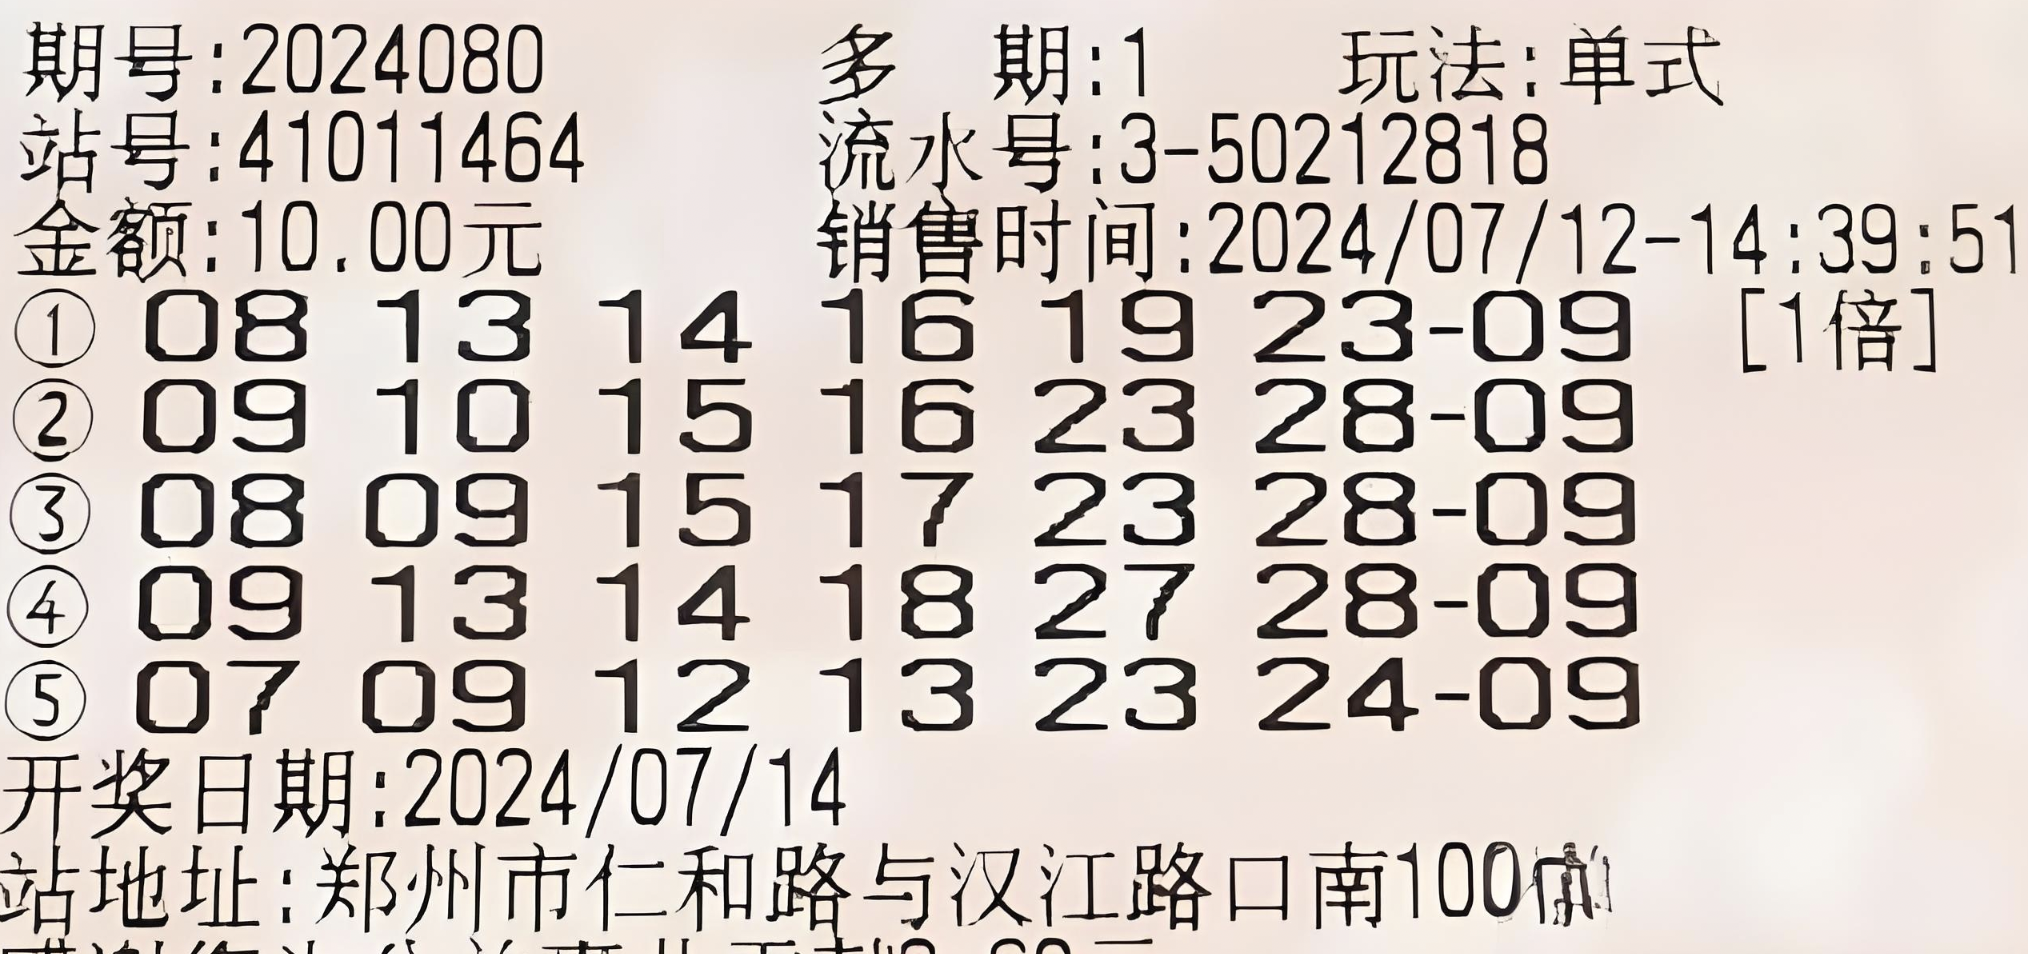 期号:2024080 多 期:1 玩法:单式
站号:41011464 流水号:3-50212818
金额:10.00元 销售时间:2024/07/12-14:39:51
① 08 13 14 16 19 23-09 [1倍]
② 09 10 15 16 23 28-09
③ 08 09 15 17 23 28-09
④ 09 13 14 18 27 28-09
⑤ 07 09 12 13 23 24-09
开奖日期:2024/07/14
站地址:郑州市仁和路与汉江路口南100